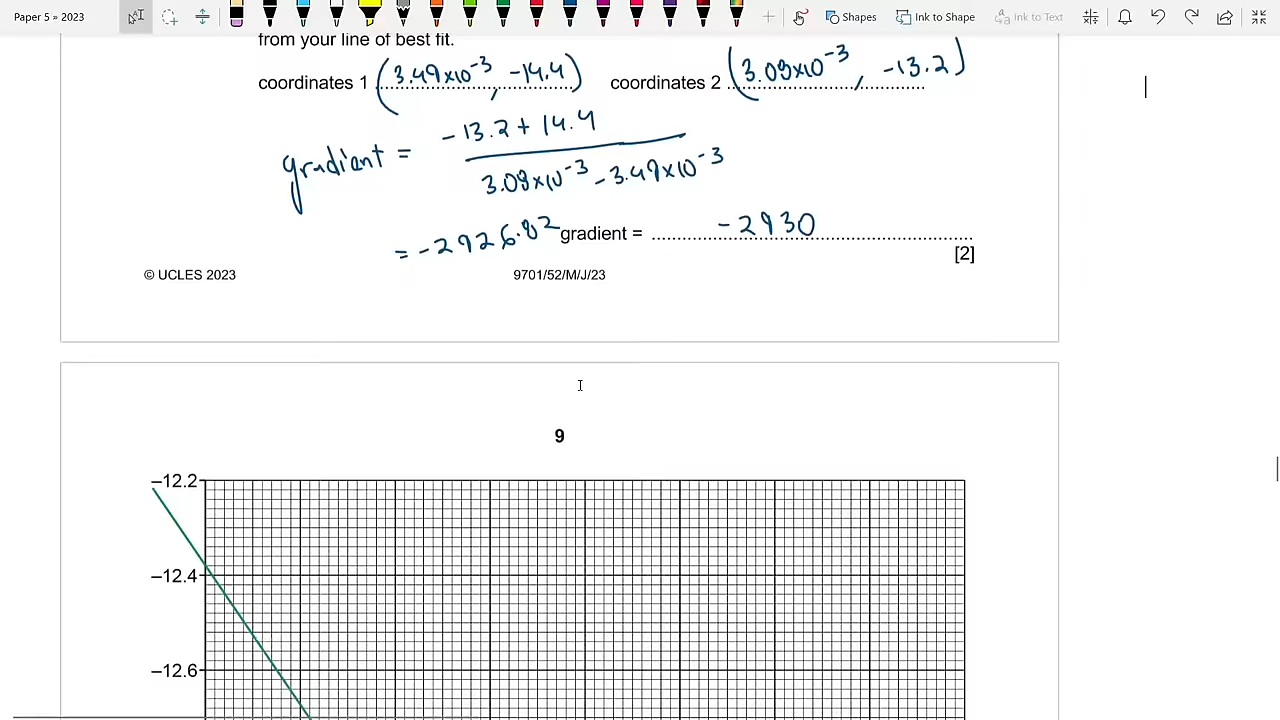 Paper 5 » 2023
Shapes
Ink to Shape
Ink to Text
from your line of best fit.
coordinates 1 (3.49×10⁻³, -14.4) coordinates 2 (3.09×10⁻³, -13.2)
gradient = -13.2 + 14.4
3.08×10⁻³ - 3.49×10⁻³
= -2926.82 gradient = -2930
[2]
© UCLES 2023
9701/52/M/J/23
9
–12.2
–12.4
–12.6